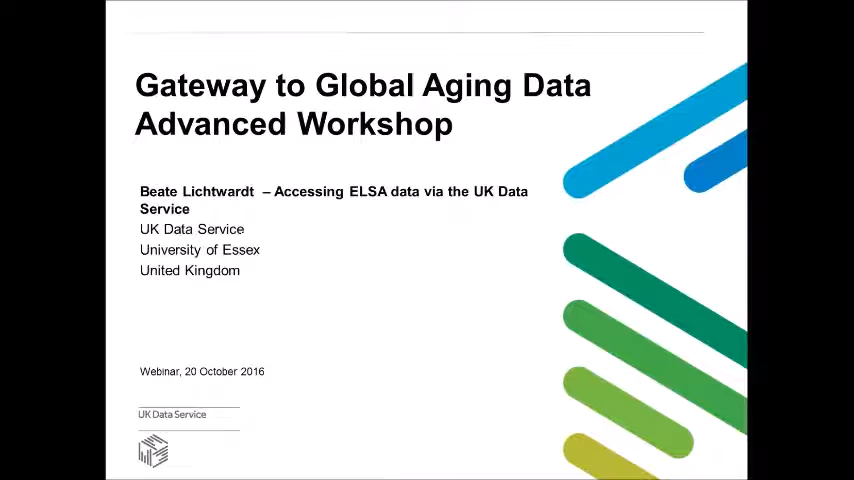 Gateway to Global Aging Data
Advanced Workshop
Beate Lichtwardt – Accessing ELSA data via the UK Data
Service
UK Data Service
University of Essex
United Kingdom
Webinar, 20 October 2016
UK Data Service